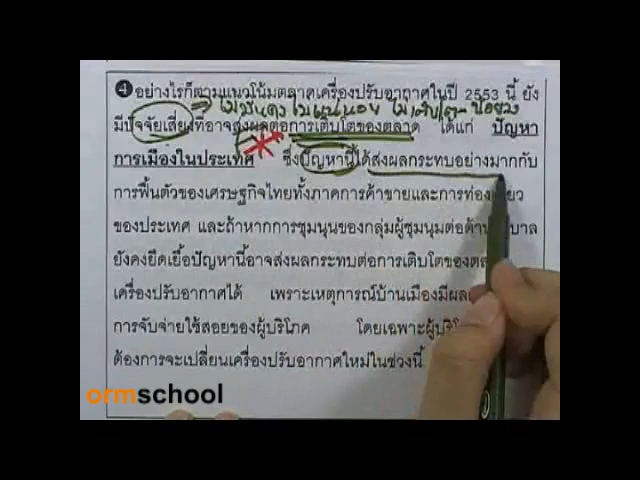 4 อย่างไรก็ตามแนวโน้มตลาดเครื่องปรับอากาศในปี 2553 นี้ ยัง
ไม่แน่นอน
มีปัจจัยเสี่ยงที่อาจส่งผลต่อการเติบโตของตลาด ได้แก่ ปัญหา
การเมืองในประเทศ ซึ่งปัญหานี้ได้ส่งผลกระทบอย่างมากกับ
การฟื้นตัวของเศรษฐกิจไทยทั้งภาคการค้าขายและการท่องเที่ยว
ของประเทศ และถ้าหากการชุมนุมของกลุ่มผู้ชุมนุมต่อต้าน
ยังคงยืดเยื้อปัญหานี้อาจส่งผลกระทบต่อการเติบโตของ
เครื่องปรับอากาศได้ เพราะเหตุการณ์บ้านเมืองมี
การจับจ่ายใช้สอยของผู้บริโภค โดยเฉพาะ
ต้องการจะเปลี่ยนเครื่องปรับอากาศใหม่ในช่วงนี้
ormschool